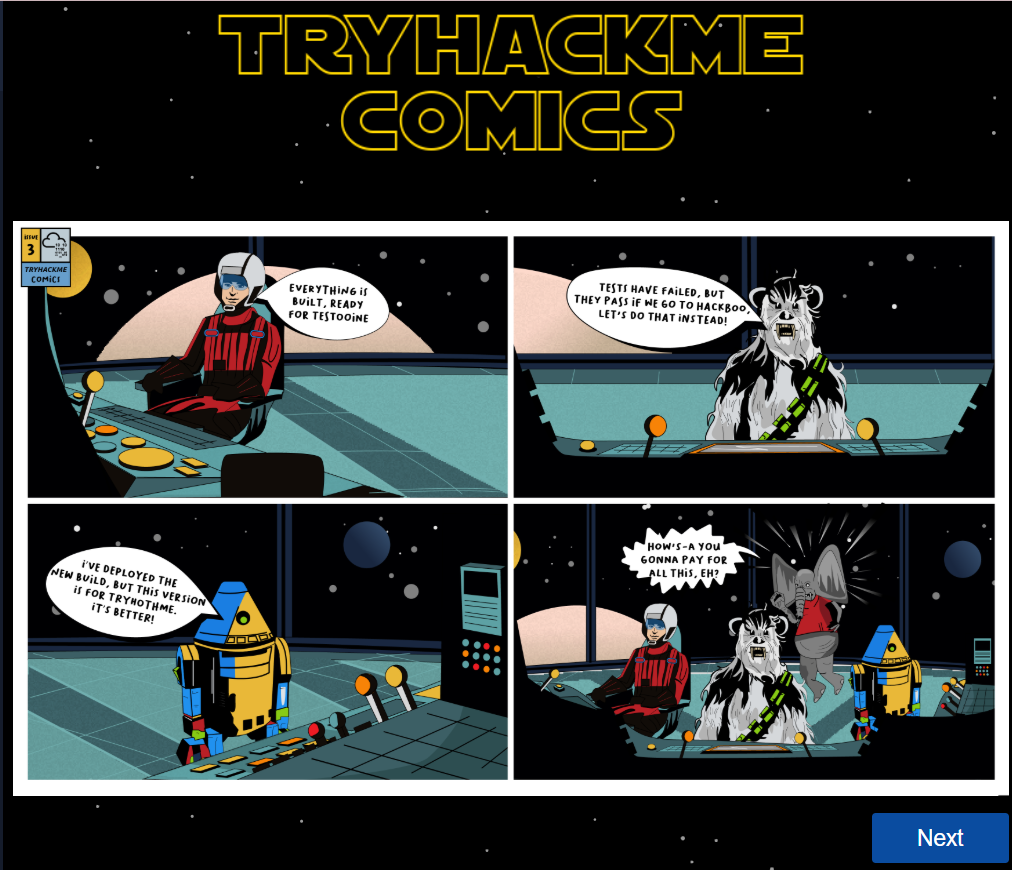 TRYHACKME
COMICS
ISSUE
3
TRYHACKME
COMICS
EVERYTHING IS
BUILT, READY
FOR TESTOOINE
TESTS HAVE FAILED, BUT
THEY PASS IF WE GO TO HACKBOO,
LET'S DO THAT INSTEAD!
I'VE DEPLOYED THE
NEW BUILD, BUT THIS VERSION
IS FOR TRYHOTHME.
IT'S BETTER!
HOW'S-A YOU
GONNA PAY FOR
ALL THIS, EH?
Next